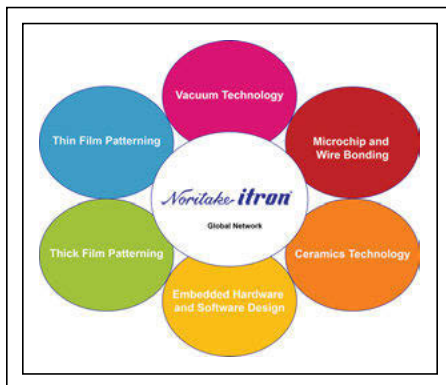 Vacuum Technology
Thin Film Patterning
Microchip and
Wire Bonding
Noritake itron
Global Network
Thick Film Patterning
Ceramics Technology
Embedded Hardware
and Software Design